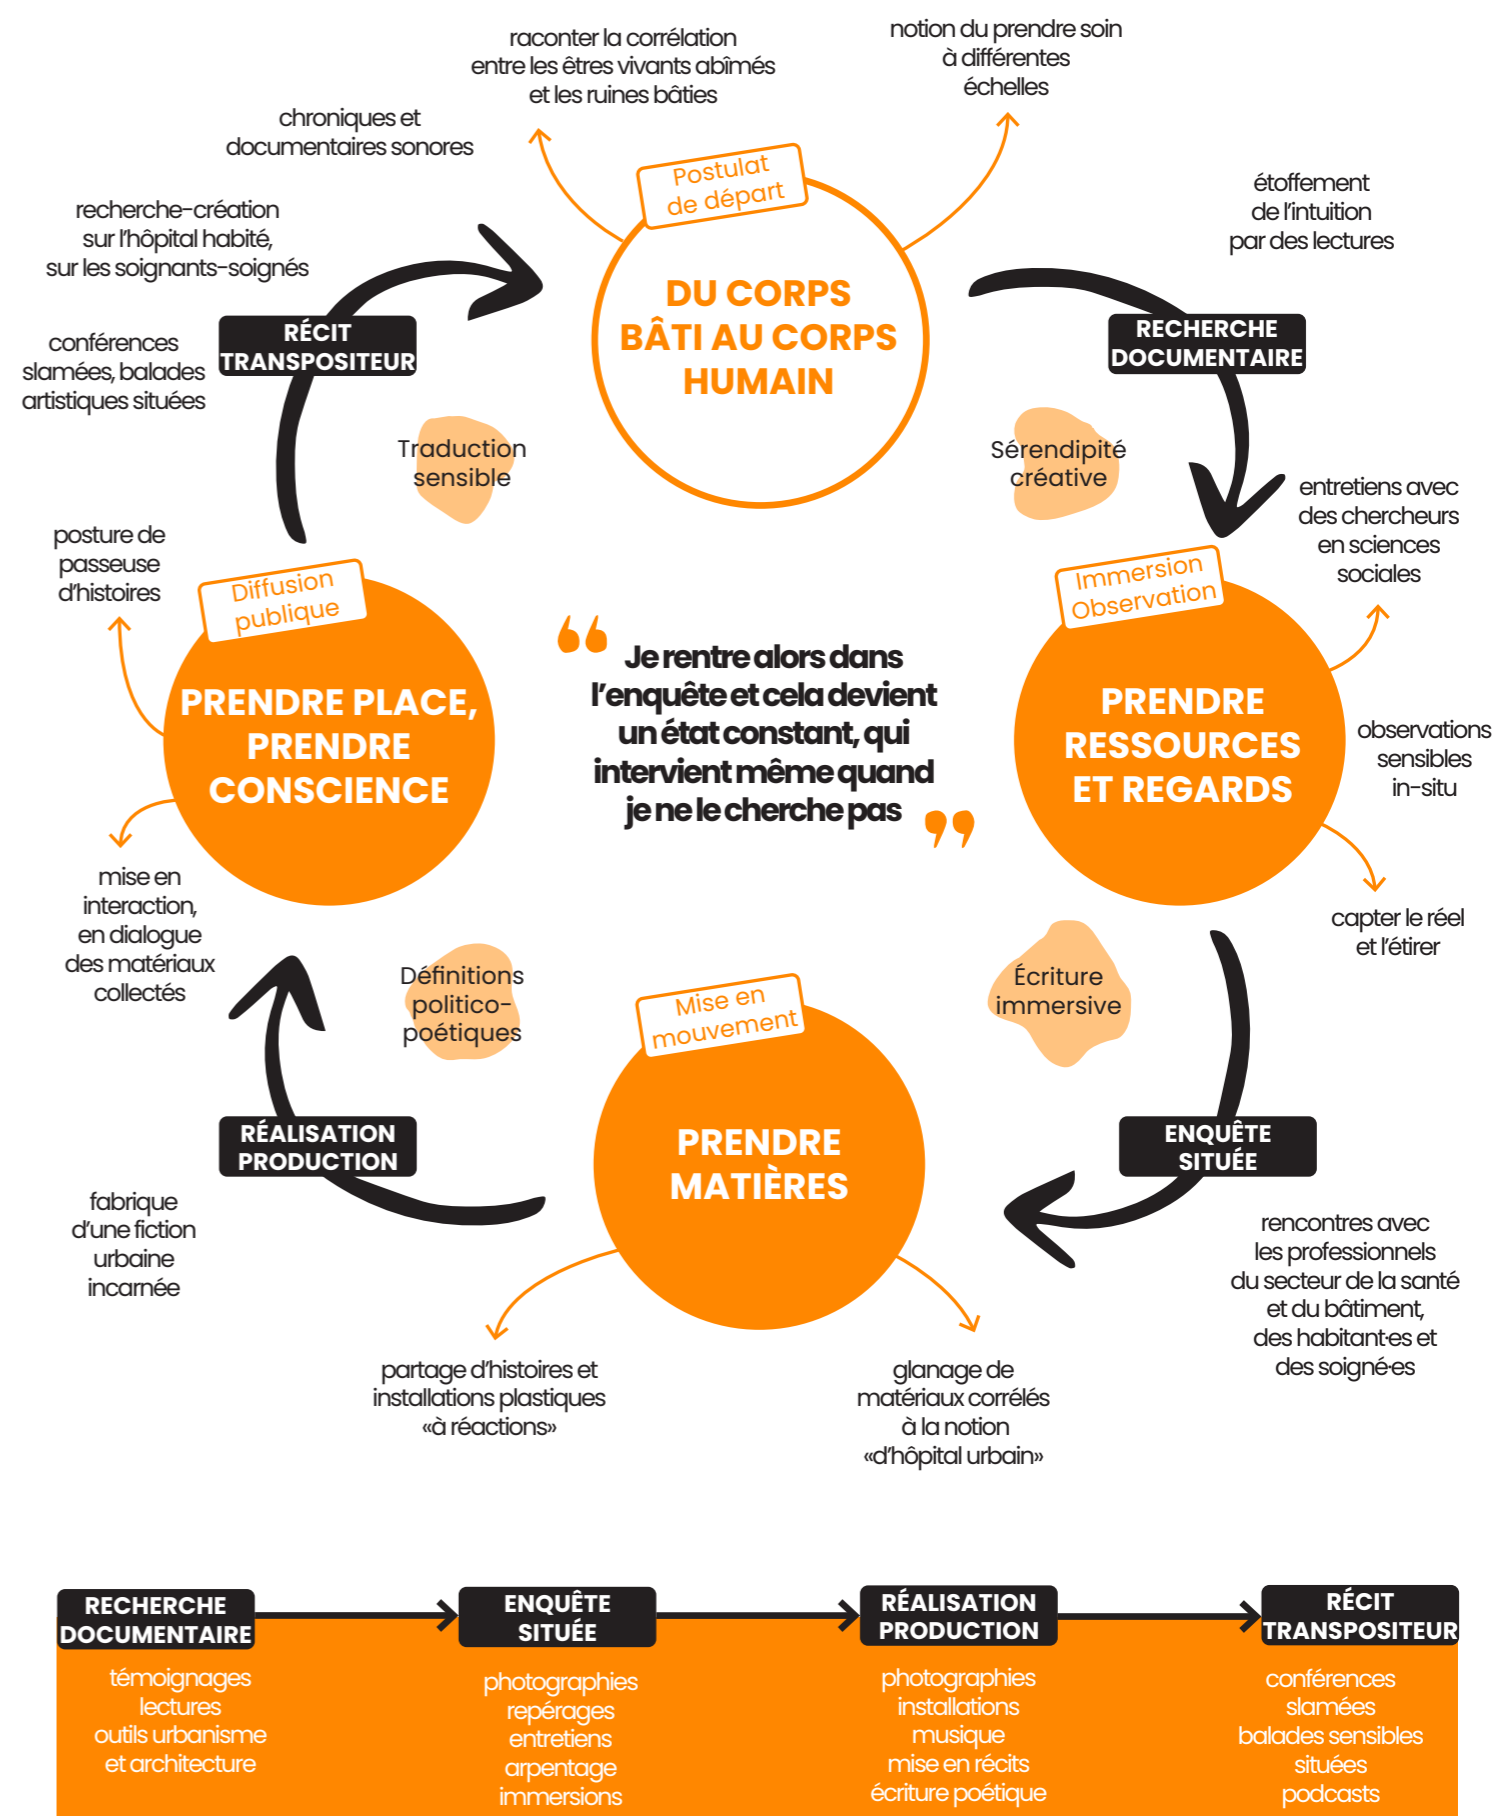 raconter la corrélation
entre les êtres vivants abîmés
et les ruines bâties
notion du prendre soin
à différentes
échelles
chroniques et
documentaires sonores
Postulat
de départ
étoffement
de l'intuition
par des lectures
recherche-création
sur l'hôpital habité,
sur les soignants-soignés
DU CORPS
BÂTI AU CORPS
HUMAIN
RÉCIT
TRANSPOSITEUR
RECHERCHE
DOCUMENTAIRE
conférences
slamées, balades
artistiques situées
Traduction
sensible
Sérendipité
créative
entretiens avec
des chercheurs
en sciences
sociales
posture de
passeuse
d'histoires
Diffusion
publique
Immersion
Observation
PRENDRE PLACE,
PRENDRE
CONSCIENCE
“ Je rentre alors dans
l'enquête et cela devient
un état constant, qui
intervient même quand
je ne le cherche pas ”
PRENDRE
RESSOURCES
ET REGARDS
observations
sensibles
in-situ
mise en
interaction,
en dialogue
des matériaux
collectés
capter le réel
et l'étirer
Définitions
politico-
poétiques
Écriture
immersive
Mise en
mouvement
PRENDRE
MATIÈRES
RÉALISATION
PRODUCTION
ENQUÊTE
SITUÉE
fabrique
d'une fiction
urbaine
incarnée
rencontres avec
les professionnels
du secteur de la santé
et du bâtiment,
des habitant·es et
des soigné·es
partage d'histoires et
installations plastiques
«à réactions»
glanage de
matériaux corrélés
à la notion
«d'hôpital urbain»
RECHERCHE
DOCUMENTAIRE
témoignages
lectures
outils urbanisme
et architecture
ENQUÊTE
SITUÉE
photographies
repérages
entretiens
arpentage
immersions
RÉALISATION
PRODUCTION
photographies
installations
musique
mise en récits
écriture poétique
RÉCIT
TRANSPOSITEUR
conférences
slamées
balades sensibles
situées
podcasts